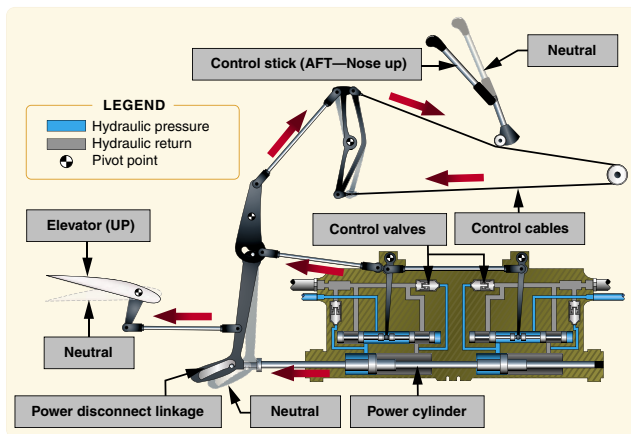 Control stick (AFT—Nose up)
Neutral
LEGEND
Hydraulic pressure
Hydraulic return
Pivot point
Elevator (UP)
Control valves
Control cables
Neutral
Power disconnect linkage
Neutral
Power cylinder